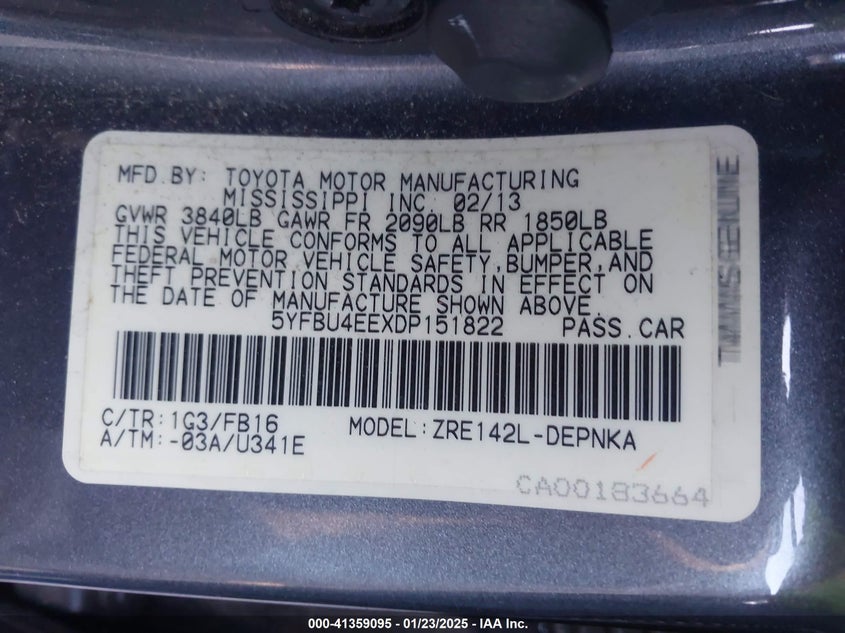 MFD.BY: TOYOTA MOTOR MANUFACTURING
MISSISSIPPI INC. 02/13
GVWR 3840LB GAWR FR 2090LB RR 1850LB
THIS VEHICLE CONFORMS TO ALL APPLICABLE
FEDERAL MOTOR VEHICLE SAFETY,BUMPER,AND
THEFT PREVENTION STANDARDS IN EFFECT ON
THE DATE OF MANUFACTURE SHOWN ABOVE.
5YFBU4EEXDP151822 PASS.CAR
C/TR:1G3/FB16 MODEL:ZRE142L-DEPNKA
A/TM:-03A/U341E
CA00183664
000-41359095 - 01/23/2025 - IAA Inc.